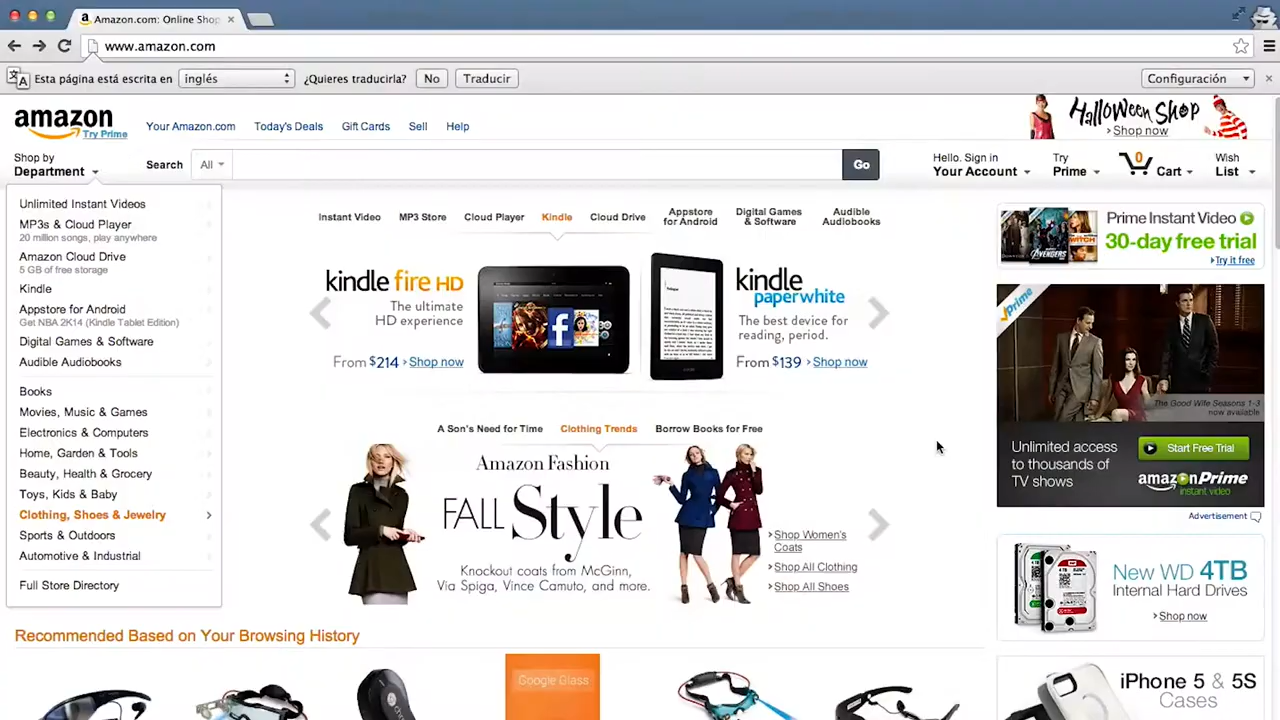 Amazon.com: Online Shop
www.amazon.com
Esta página está escrita en inglés ¿Quieres traducirla? No Traducir Configuración
amazon
Try Prime
Your Amazon.com Today's Deals Gift Cards Sell Help
Halloween Shop
Shop now
Shop by
Department
Search All Go
Hello. Sign in
Your Account
Try
Prime
0
Cart
Wish
List
Unlimited Instant Videos
MP3s & Cloud Player
20 million songs, play anywhere
Amazon Cloud Drive
5 GB of free storage
Kindle
Appstore for Android
Get NBA 2K14 (Kindle Tablet Edition)
Digital Games & Software
Audible Audiobooks
Books
Movies, Music & Games
Electronics & Computers
Home, Garden & Tools
Beauty, Health & Grocery
Toys, Kids & Baby
Clothing, Shoes & Jewelry
Sports & Outdoors
Automotive & Industrial
Full Store Directory
Instant Video MP3 Store Cloud Player Kindle Cloud Drive
Appstore
for Android
Digital Games
& Software
Audible
Audiobooks
kindle fire HD
The ultimate
HD experience
From $214 Shop now
kindle
paperwhite
The best device for
reading, period.
From $139 Shop now
A Son's Need for Time Clothing Trends Borrow Books for Free
Amazon Fashion
FALL Style
Knockout coats from McGinn,
Via Spiga, Vince Camuto, and more.
Shop Women's
Coats
Shop All Clothing
Shop All Shoes
Prime Instant Video
30-day free trial
Try it free
Prime
The Good Wife Seasons 1-3
now available
Unlimited access
to thousands of
TV shows
Start Free Trial
amazonPrime
instant video
Advertisement
New WD 4TB
Internal Hard Drives
Shop now
iPhone 5 & 5S
Cases
Recommended Based on Your Browsing History
Google Glass